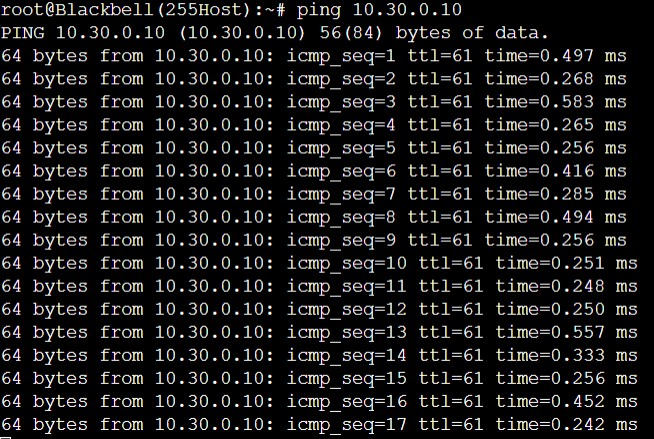 root@Blackbell(255Host):~# ping 10.30.0.10
PING 10.30.0.10 (10.30.0.10) 56(84) bytes of data.
64 bytes from 10.30.0.10: icmp_seq=1 ttl=61 time=0.497 ms
64 bytes from 10.30.0.10: icmp_seq=2 ttl=61 time=0.268 ms
64 bytes from 10.30.0.10: icmp_seq=3 ttl=61 time=0.583 ms
64 bytes from 10.30.0.10: icmp_seq=4 ttl=61 time=0.265 ms
64 bytes from 10.30.0.10: icmp_seq=5 ttl=61 time=0.256 ms
64 bytes from 10.30.0.10: icmp_seq=6 ttl=61 time=0.416 ms
64 bytes from 10.30.0.10: icmp_seq=7 ttl=61 time=0.285 ms
64 bytes from 10.30.0.10: icmp_seq=8 ttl=61 time=0.494 ms
64 bytes from 10.30.0.10: icmp_seq=9 ttl=61 time=0.256 ms
64 bytes from 10.30.0.10: icmp_seq=10 ttl=61 time=0.251 ms
64 bytes from 10.30.0.10: icmp_seq=11 ttl=61 time=0.248 ms
64 bytes from 10.30.0.10: icmp_seq=12 ttl=61 time=0.250 ms
64 bytes from 10.30.0.10: icmp_seq=13 ttl=61 time=0.557 ms
64 bytes from 10.30.0.10: icmp_seq=14 ttl=61 time=0.333 ms
64 bytes from 10.30.0.10: icmp_seq=15 ttl=61 time=0.256 ms
64 bytes from 10.30.0.10: icmp_seq=16 ttl=61 time=0.452 ms
64 bytes from 10.30.0.10: icmp_seq=17 ttl=61 time=0.242 ms